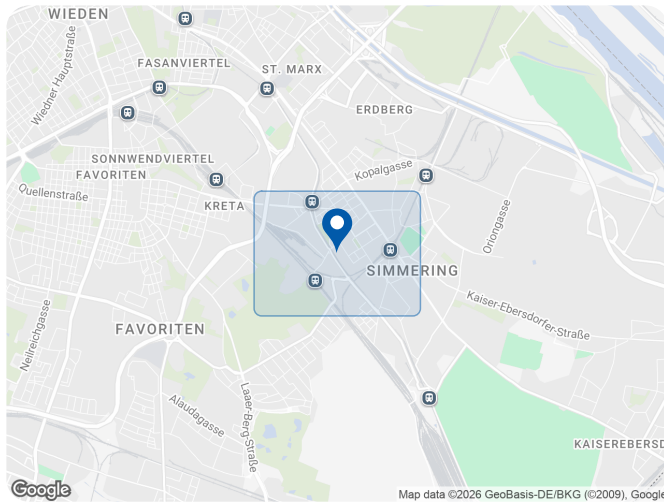 WIEDEN
Wiedner Hauptstraße
FASANVIERTEL
ST. MARX
ERDBERG
SONNWENDVIERTEL
FAVORITEN
Kopalgasse
Quellenstraße
KRETA
Oriongasse
SIMMERING
Kaiser-Ebersdorfer-Straße
FAVORITEN
Neilreichgasse
Laaer-Berg-Straße
Alaudagasse
KAISEREBERSD
Google
Map data ©2026 GeoBasis-DE/BKG (©2009), Google